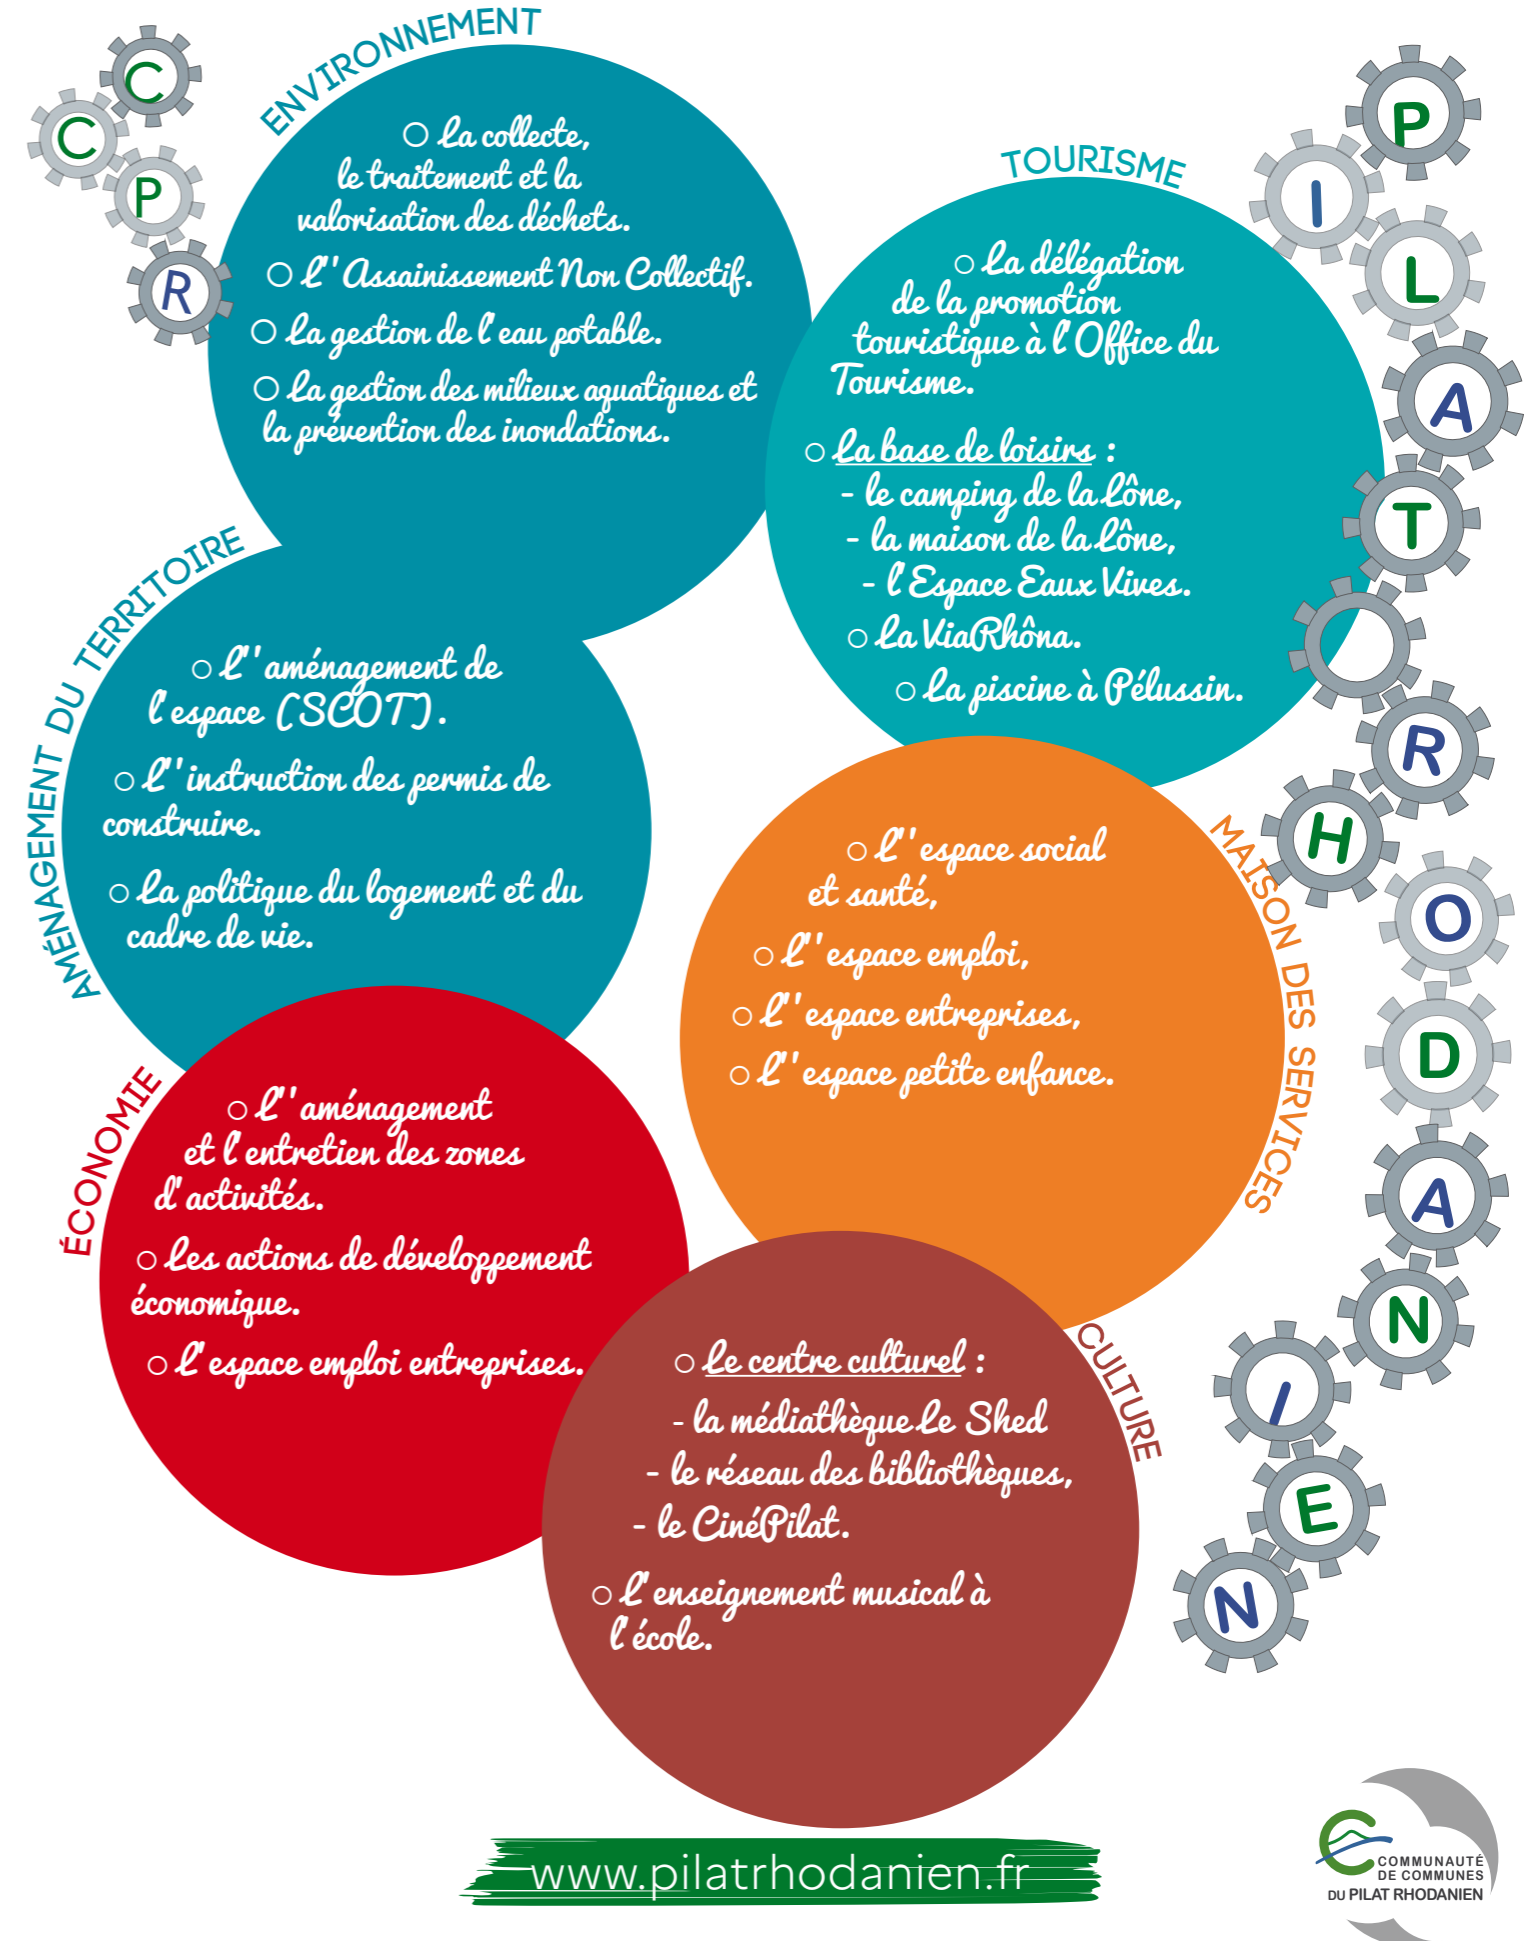 C
C
P
R
ENVIRONNEMENT
○ La collecte,
le traitement et la
valorisation des déchets.
○ L''Assainissement Non Collectif.
○ La gestion de l'eau potable.
○ La gestion des milieux aquatiques et
la prévention des inondations.
TOURISME
○ La délégation
de la promotion
touristique à l'Office du
Tourisme.
○ La base de loisirs :
- le camping de la Lône,
- la maison de la Lône,
- l'Espace Eaux Vives.
○ La ViaRhôna.
○ La piscine à Pélussin.
AMÉNAGEMENT DU TERRITOIRE
○ L''aménagement de
l'espace (SCOT).
○ L''instruction des permis de
construire.
○ La politique du logement et du
cadre de vie.
MAISON DES SERVICES
○ L''espace social
et santé,
○ L''espace emploi,
○ L''espace entreprises,
○ L''espace petite enfance.
ÉCONOMIE
○ L''aménagement
et l'entretien des zones
d'activités.
○ Les actions de développement
économique.
○ L'espace emploi entreprises.
CULTURE
○ Le centre culturel :
- la médiathèque Le Shed
- le réseau des bibliothèques,
- le CinéPilat.
○ L'enseignement musical à
l'école.
P
I
L
A
T
R
H
O
D
A
N
I
E
N
www.pilatrhodanien.fr
COMMUNAUTÉ
DE COMMUNES
DU PILAT RHODANIEN